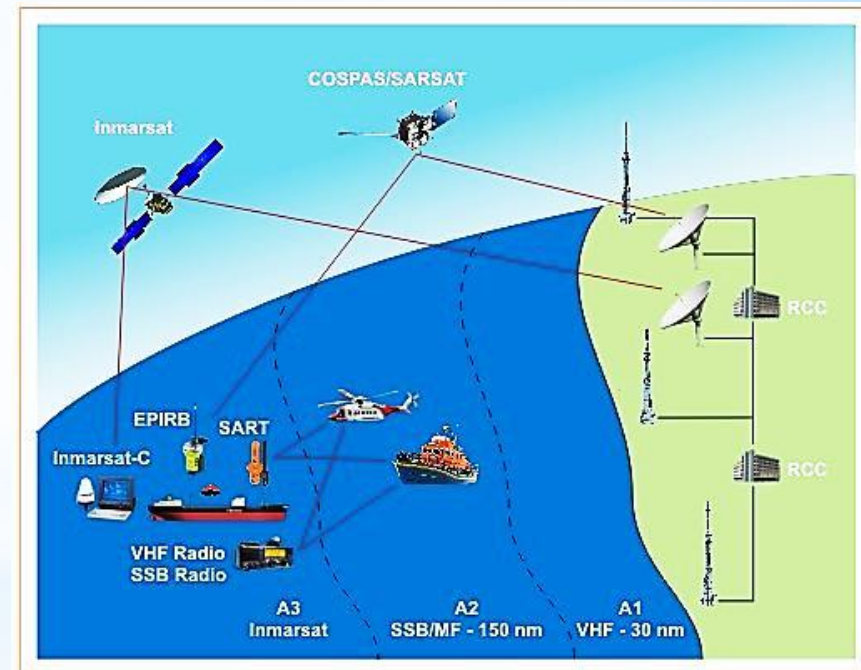 COSPAS/SARSAT
Inmarsat
RCC
EPIRB
SART
Inmarsat-C
RCC
VHF Radio
SSB Radio
A3
Inmarsat
A2
SSB/MF - 150 nm
A1
VHF - 30 nm